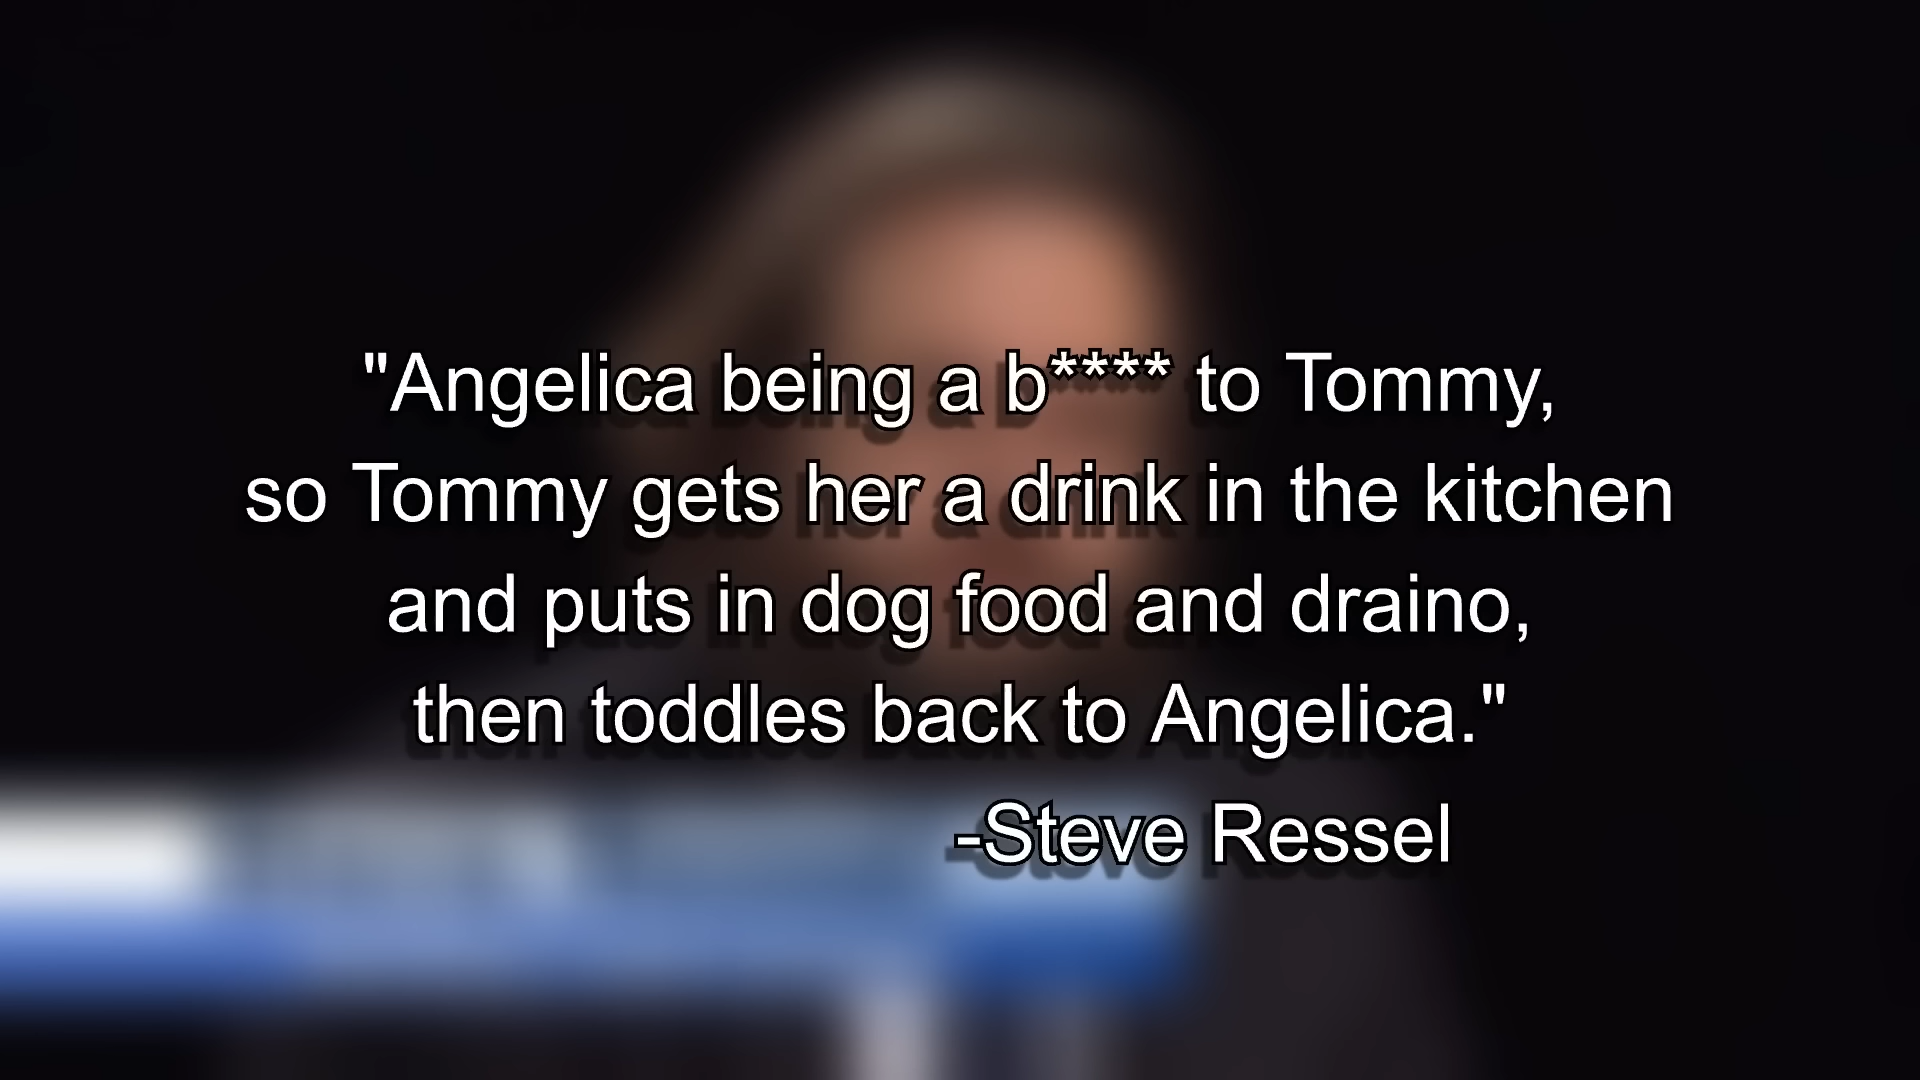 "Angelica being a b**** to Tommy,
so Tommy gets her a drink in the kitchen
and puts in dog food and draino,
then toddles back to Angelica."
-Steve Ressel